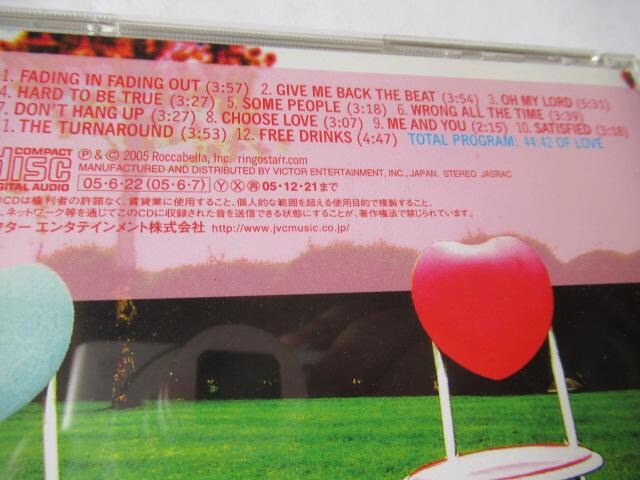 1. FADING IN FADING OUT (3:57) 2. GIVE ME BACK THE BEAT (3:54) 3. OH MY LORD (5:31)
4. HARD TO BE TRUE (3:27) 5. SOME PEOPLE (3:18) 6. WRONG ALL THE TIME (3:39)
7. DON'T HANG UP (3:27) 8. CHOOSE LOVE (3:07) 9. ME AND YOU (2:15) 10. SATISFIED (3:18)
1. THE TURNAROUND (3:53) 12. FREE DRINKS (4:47) TOTAL PROGRAM: 44:42 OF LOVE
COMPACT
disc
DIGITAL AUDIO
Ⓟ & © 2005 Roccabella, Inc. ringostarr.com
MANUFACTURED AND DISTRIBUTED BY VICTOR ENTERTAINMENT, INC., JAPAN. STEREO JASRAC
05・6・22 (05・6・7) Ⓨ Ⓧ 再 05・12・21まで
CDは権利者の許諾なく、賃貸業に使用すること、個人的な範囲を超える使用目的で複製すること、
ネットワーク等を通じてこのCDに収録された音を送信できる状態にすることが、著作権法で禁じられています。
クター エンタテインメント株式会社 http://www.jvcmusic.co.jp/